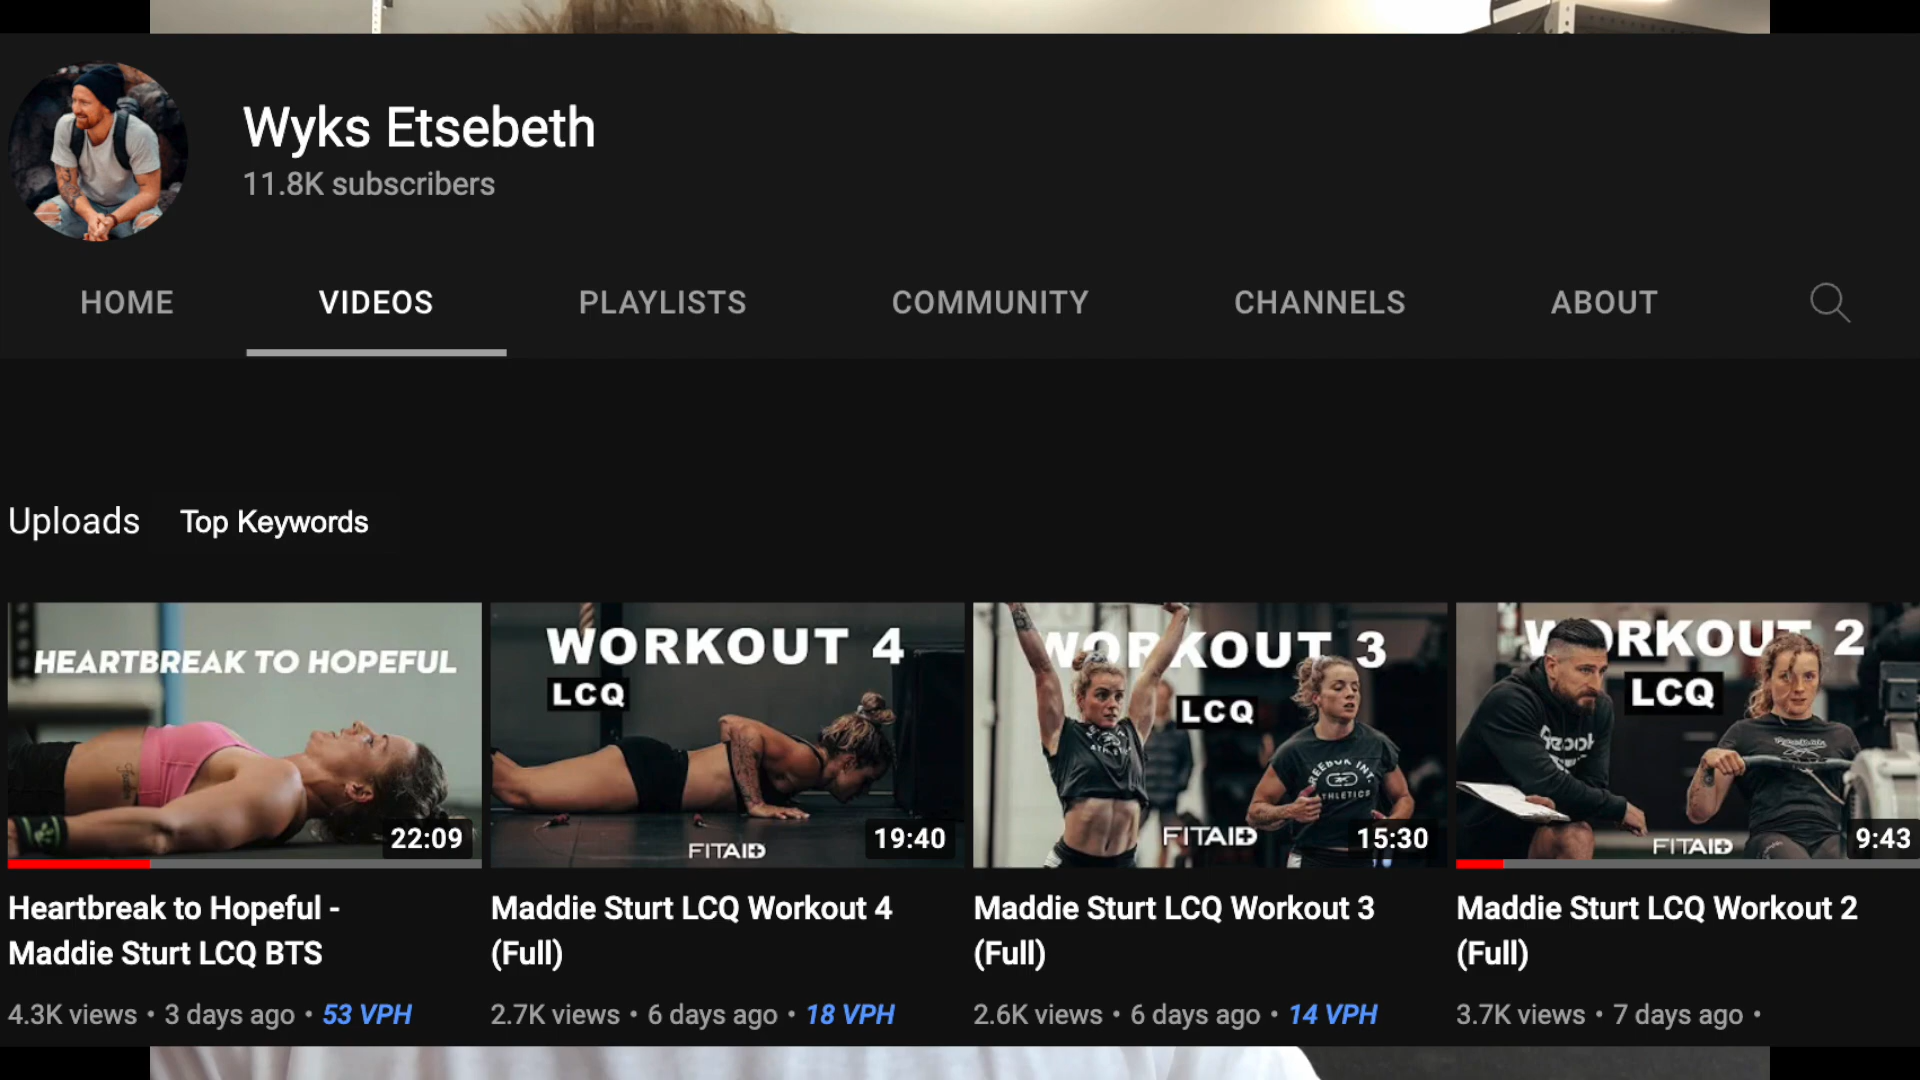 Wyks Etsebeth
11.8K subscribers
HOME VIDEOS PLAYLISTS COMMUNITY CHANNELS ABOUT
Uploads Top Keywords
HEARTBREAK TO HOPEFUL
22:09
WORKOUT 4
LCQ
FITAID
19:40
WORKOUT 3
LCQ
REEBOK INT.
ATHLETICS
FITAID
15:30
WORKOUT 2
LCQ
Reebok
FITAID
9:43
Heartbreak to Hopeful -
Maddie Sturt LCQ BTS
4.3K views • 3 days ago • 53 VPH
Maddie Sturt LCQ Workout 4
(Full)
2.7K views • 6 days ago • 18 VPH
Maddie Sturt LCQ Workout 3
(Full)
2.6K views • 6 days ago • 14 VPH
Maddie Sturt LCQ Workout 2
(Full)
3.7K views • 7 days ago •